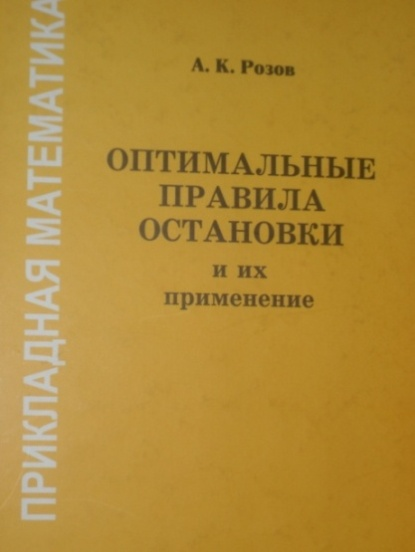 А. К. Розов
ОПТИМАЛЬНЫЕ
ПРАВИЛА
ОСТАНОВКИ
и их
применение
ПРИКЛАДНАЯ МАТЕМАТИКА